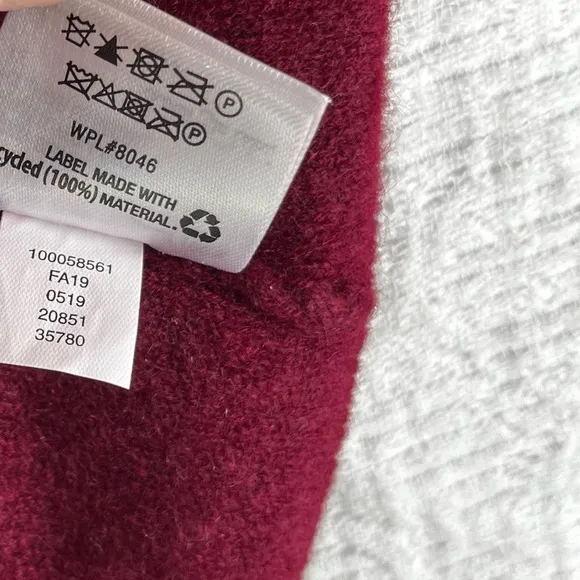 P
P
WPL#8046
LABEL MADE WITH
cycled (100%) MATERIAL.
100058561
FA19
0519
20851
35780